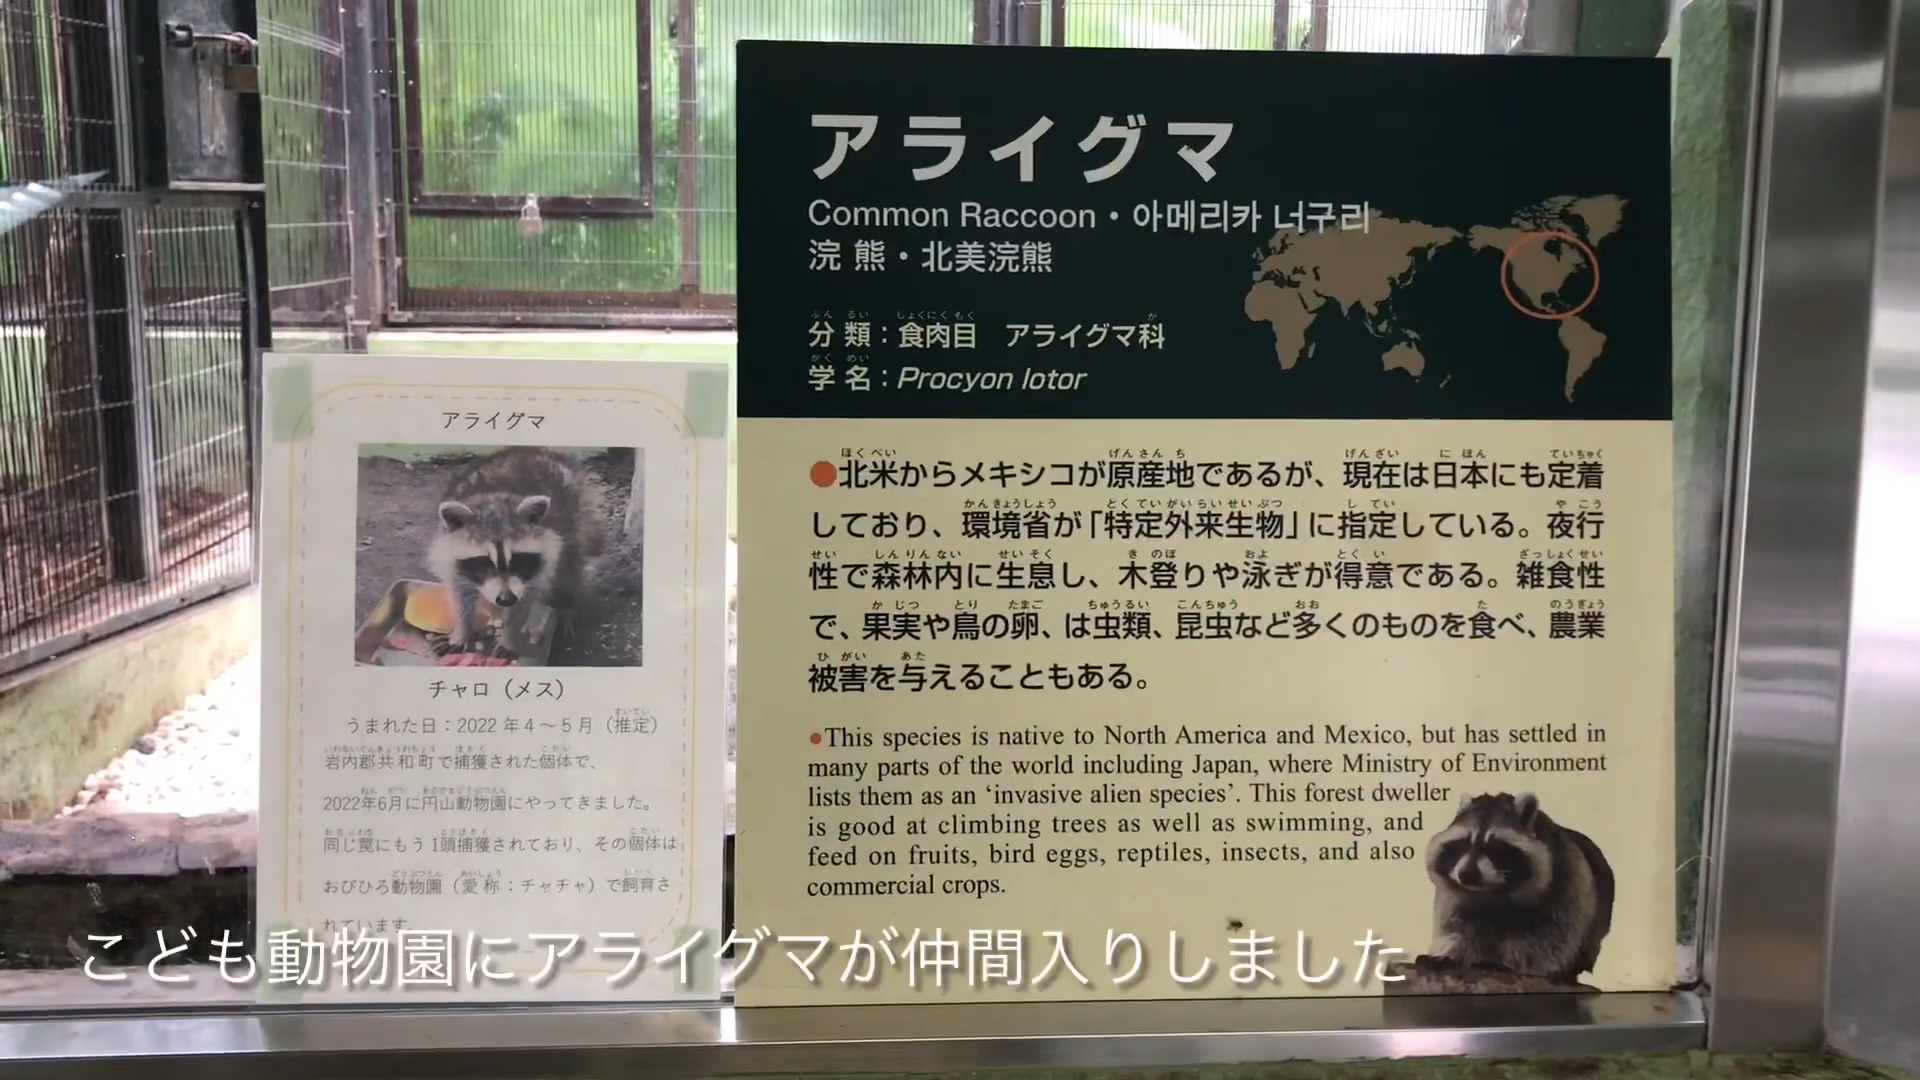 アライグマ
チャロ（メス）
うまれた日：2022年4～5月（推定）
岩内郡共和町で捕獲された個体で、
2022年6月に円山動物園にやってきました。
同じ罠にもう1頭捕獲されており、その個体は
おびひろ動物園（愛称：チャチャ）で飼育さ
れています。
アライグマ
Common Raccoon・아메리카 너구리
浣熊・北美浣熊
分類：食肉目 アライグマ科
学名：Procyon lotor
●北米からメキシコが原産地であるが、現在は日本にも定着
しており、環境省が「特定外来生物」に指定している。夜行
性で森林内に生息し、木登りや泳ぎが得意である。雑食性
で、果実や鳥の卵、は虫類、昆虫など多くのものを食べ、農業
被害を与えることもある。
●This species is native to North America and Mexico, but has settled in
many parts of the world including Japan, where Ministry of Environment
lists them as an ‘invasive alien species’. This forest dweller
is good at climbing trees as well as swimming, and
feed on fruits, bird eggs, reptiles, insects, and also
commercial crops.
こども動物園にアライグマが仲間入りしました